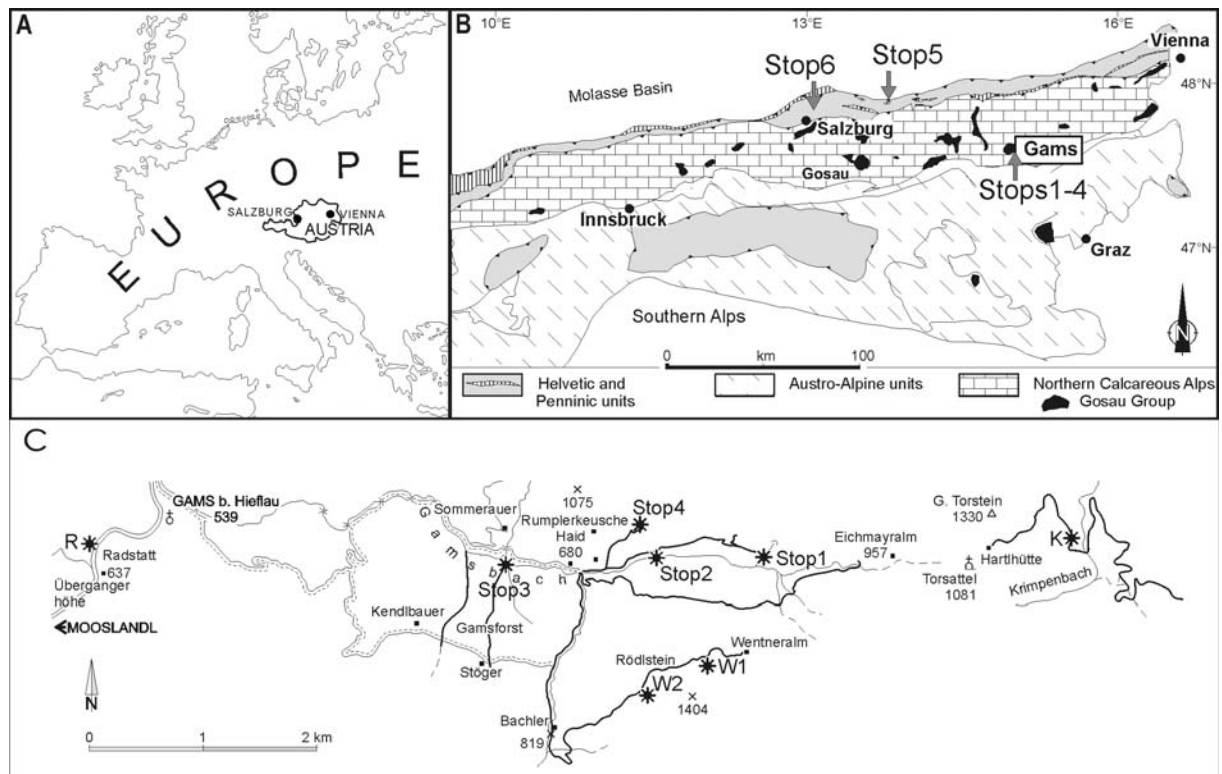 A
EUROPE
SALZBURG
VIENNA
AUSTRIA
B
10°E
13°E
16°E
Vienna
Stop6
Stop5
48°N
Molasse Basin
Salzburg
Gams
Gosau
Stops1-4
Innsbruck
47°N
Graz
Southern Alps
N
0
km
100
Helvetic and
Penninic units
Austro-Alpine units
Northern Calcareous Alps
Gosau Group
C
GAMS b. Hieflau
539
R
Radstatt
637
Überganger
höhe
MOOSLANDL
N
0 1 2 km
Gamsbach
Sommerauer
1075
Rumplerkeusche
Haid
680
Stop4
Stop3
Stop2
Stop1
Eichmayralm
957
G. Torstein
1330
K
Hartlhütte
Torsattel
1081
Krimpenbach
Kendlbauer
Gamsforst
Stöger
Wentneralm
Rödlstein
W1
W2
1404
Bachler
819